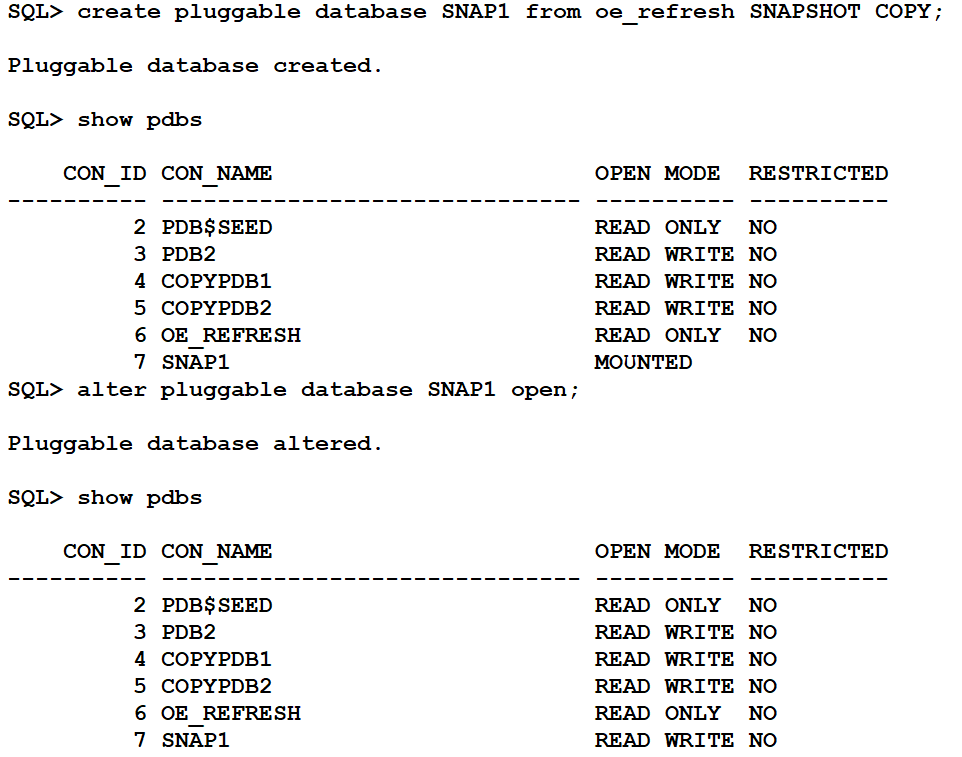 SQL> create pluggable database SNAP1 from oe_refresh SNAPSHOT COPY;
Pluggable database created.
SQL> show pdbs
    CON_ID CON_NAME                       OPEN MODE  RESTRICTED
---------- ------------------------------ ---------- ----------
         2 PDB$SEED                       READ ONLY  NO
         3 PDB2                           READ WRITE NO
         4 COPYPDB1                       READ WRITE NO
         5 COPYPDB2                       READ WRITE NO
         6 OE_REFRESH                     READ ONLY  NO
         7 SNAP1                          MOUNTED
SQL> alter pluggable database SNAP1 open;
Pluggable database altered.
SQL> show pdbs
    CON_ID CON_NAME                       OPEN MODE  RESTRICTED
---------- ------------------------------ ---------- ----------
         2 PDB$SEED                       READ ONLY  NO
         3 PDB2                           READ WRITE NO
         4 COPYPDB1                       READ WRITE NO
         5 COPYPDB2                       READ WRITE NO
         6 OE_REFRESH                     READ ONLY  NO
         7 SNAP1                          READ WRITE NO